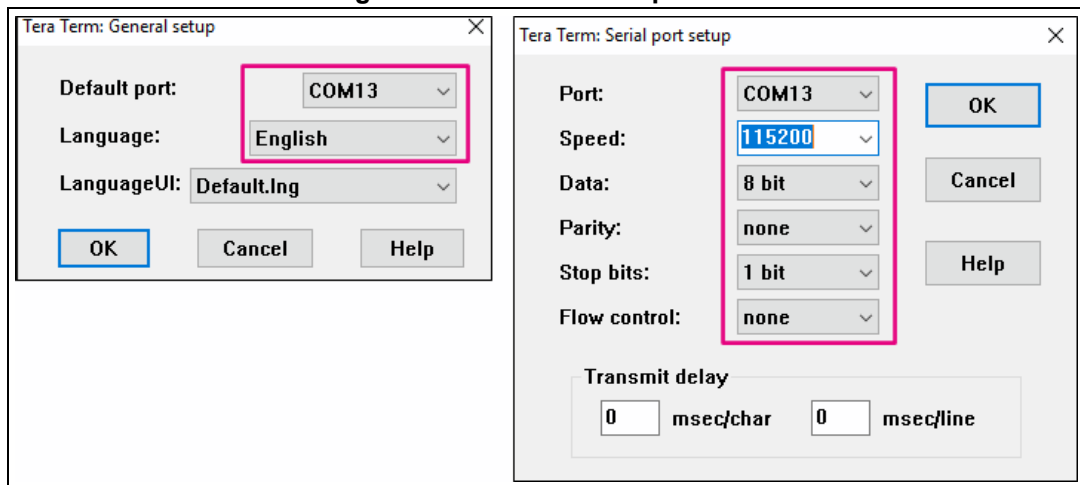 Tera Term: General setup
Default port: COM13
Language: English
LanguageUI: Default.lng
OK Cancel Help
Tera Term: Serial port setup
Port: COM13
OK
Speed: 115200
Data: 8 bit
Cancel
Parity: none
Stop bits: 1 bit
Help
Flow control: none
Transmit delay
0 msec/char 0 msec/line